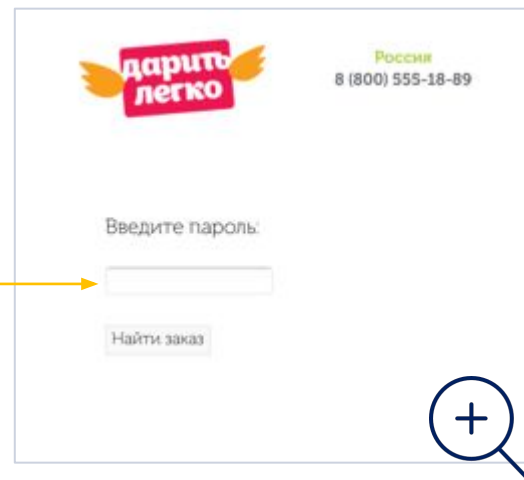 дарить
легко
Россия
8 (800) 555-18-89
Введите пароль:
Найти заказ